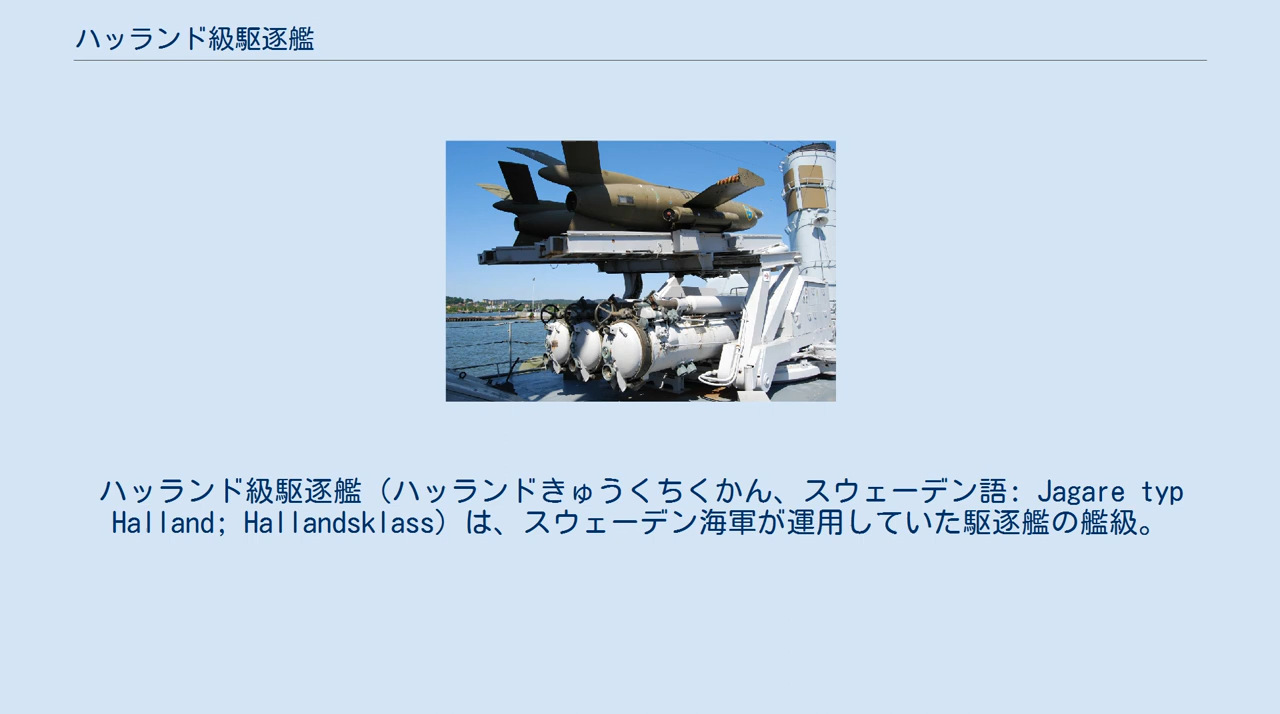 ハッランド級駆逐艦
ハッランド級駆逐艦（ハッランドきゅうくちくかん、スウェーデン語: Jagare typ
Halland; Hallandsklass）は、スウェーデン海軍が運用していた駆逐艦の艦級。